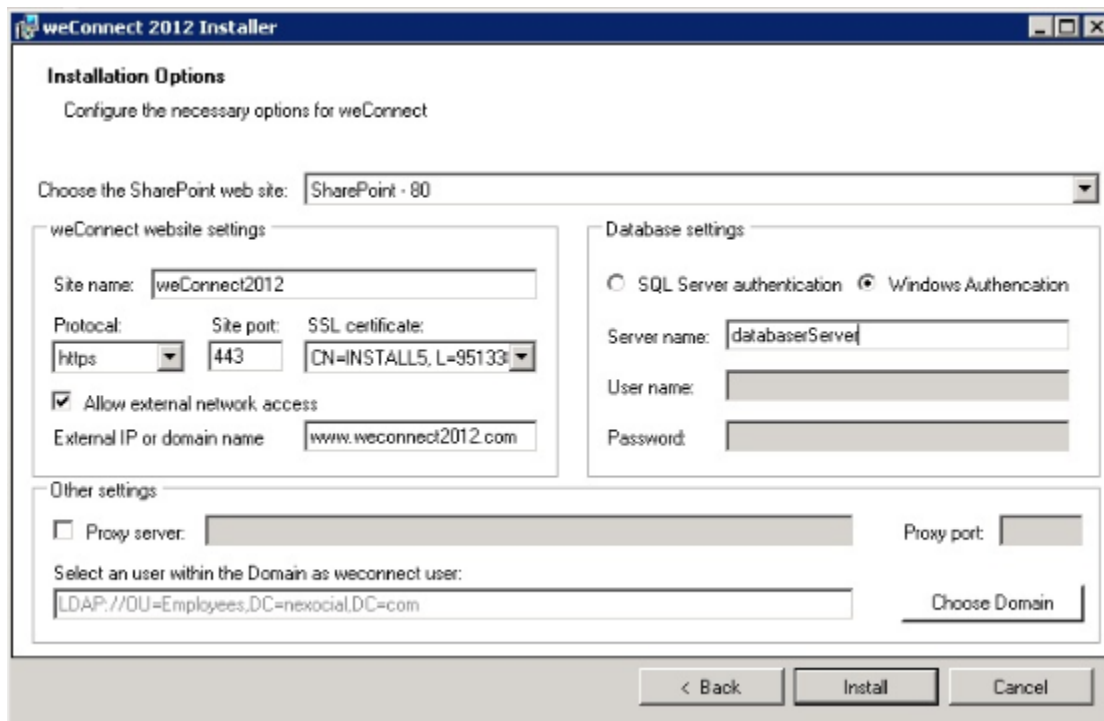 weConnect 2012 Installer
Installation Options
Configure the necessary options for weConnect
Choose the SharePoint web site: SharePoint - 80
weConnect website settings
Site name: weConnect2012
Protocal: Site port: SSL certificate:
https 443 CN=INSTALL5, L=95133
Allow external network access
External IP or domain name www.weconnect2012.com
Database settings
SQL Server authentication Windows Authencation
Server name: databaserServer
User name:
Password:
Other settings
Proxy server: Proxy port:
Select an user within the Domain as weconnect user:
LDAP://OU=Employees,DC=nexocial,DC=com Choose Domain
< Back Install Cancel